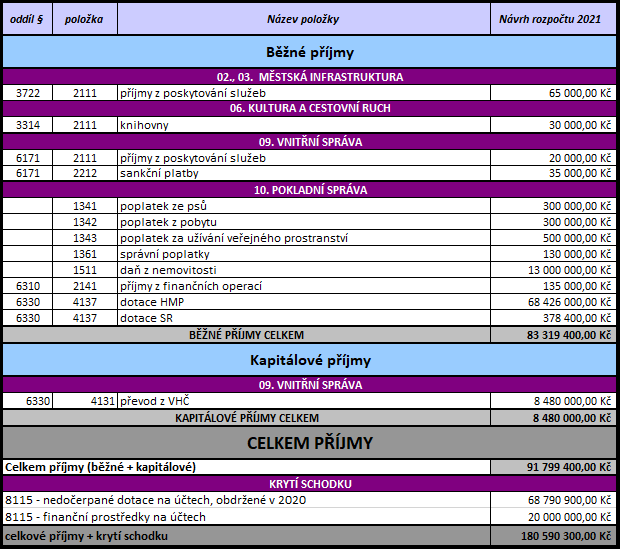 oddíl § položka Název položky Návrh rozpočtu 2021
Běžné příjmy
02., 03. MĚSTSKÁ INFRASTRUKTURA
3722 2111 příjmy z poskytování služeb 65 000,00 Kč
06. KULTURA A CESTOVNÍ RUCH
3314 2111 knihovny 30 000,00 Kč
09. VNITŘNÍ SPRÁVA
6171 2111 příjmy z poskytování služeb 20 000,00 Kč
6171 2212 sankční platby 35 000,00 Kč
10. POKLADNÍ SPRÁVA
1341 poplatek ze psů 300 000,00 Kč
1342 poplatek z pobytu 300 000,00 Kč
1343 poplatek za užívání veřejného prostranství 500 000,00 Kč
1361 správní poplatky 130 000,00 Kč
1511 daň z nemovitosti 13 000 000,00 Kč
6310 2141 příjmy z finančních operací 135 000,00 Kč
6330 4137 dotace HMP 68 426 000,00 Kč
6330 4137 dotace SR 378 400,00 Kč
BĚŽNÉ PŘÍJMY CELKEM 83 319 400,00 Kč
Kapitálové příjmy
09. VNITŘNÍ SPRÁVA
6330 4131 převod z VHČ 8 480 000,00 Kč
KAPITÁLOVÉ PŘÍJMY CELKEM 8 480 000,00 Kč
CELKEM PŘÍJMY
Celkem příjmy (běžné + kapitálové) 91 799 400,00 Kč
KRYTÍ SCHODKU
8115 - nedočerpané dotace na účtech, obdržené v 2020 68 790 900,00 Kč
8115 - finanční prostředky na účtech 20 000 000,00 Kč
celkové příjmy + krytí schodku 180 590 300,00 Kč